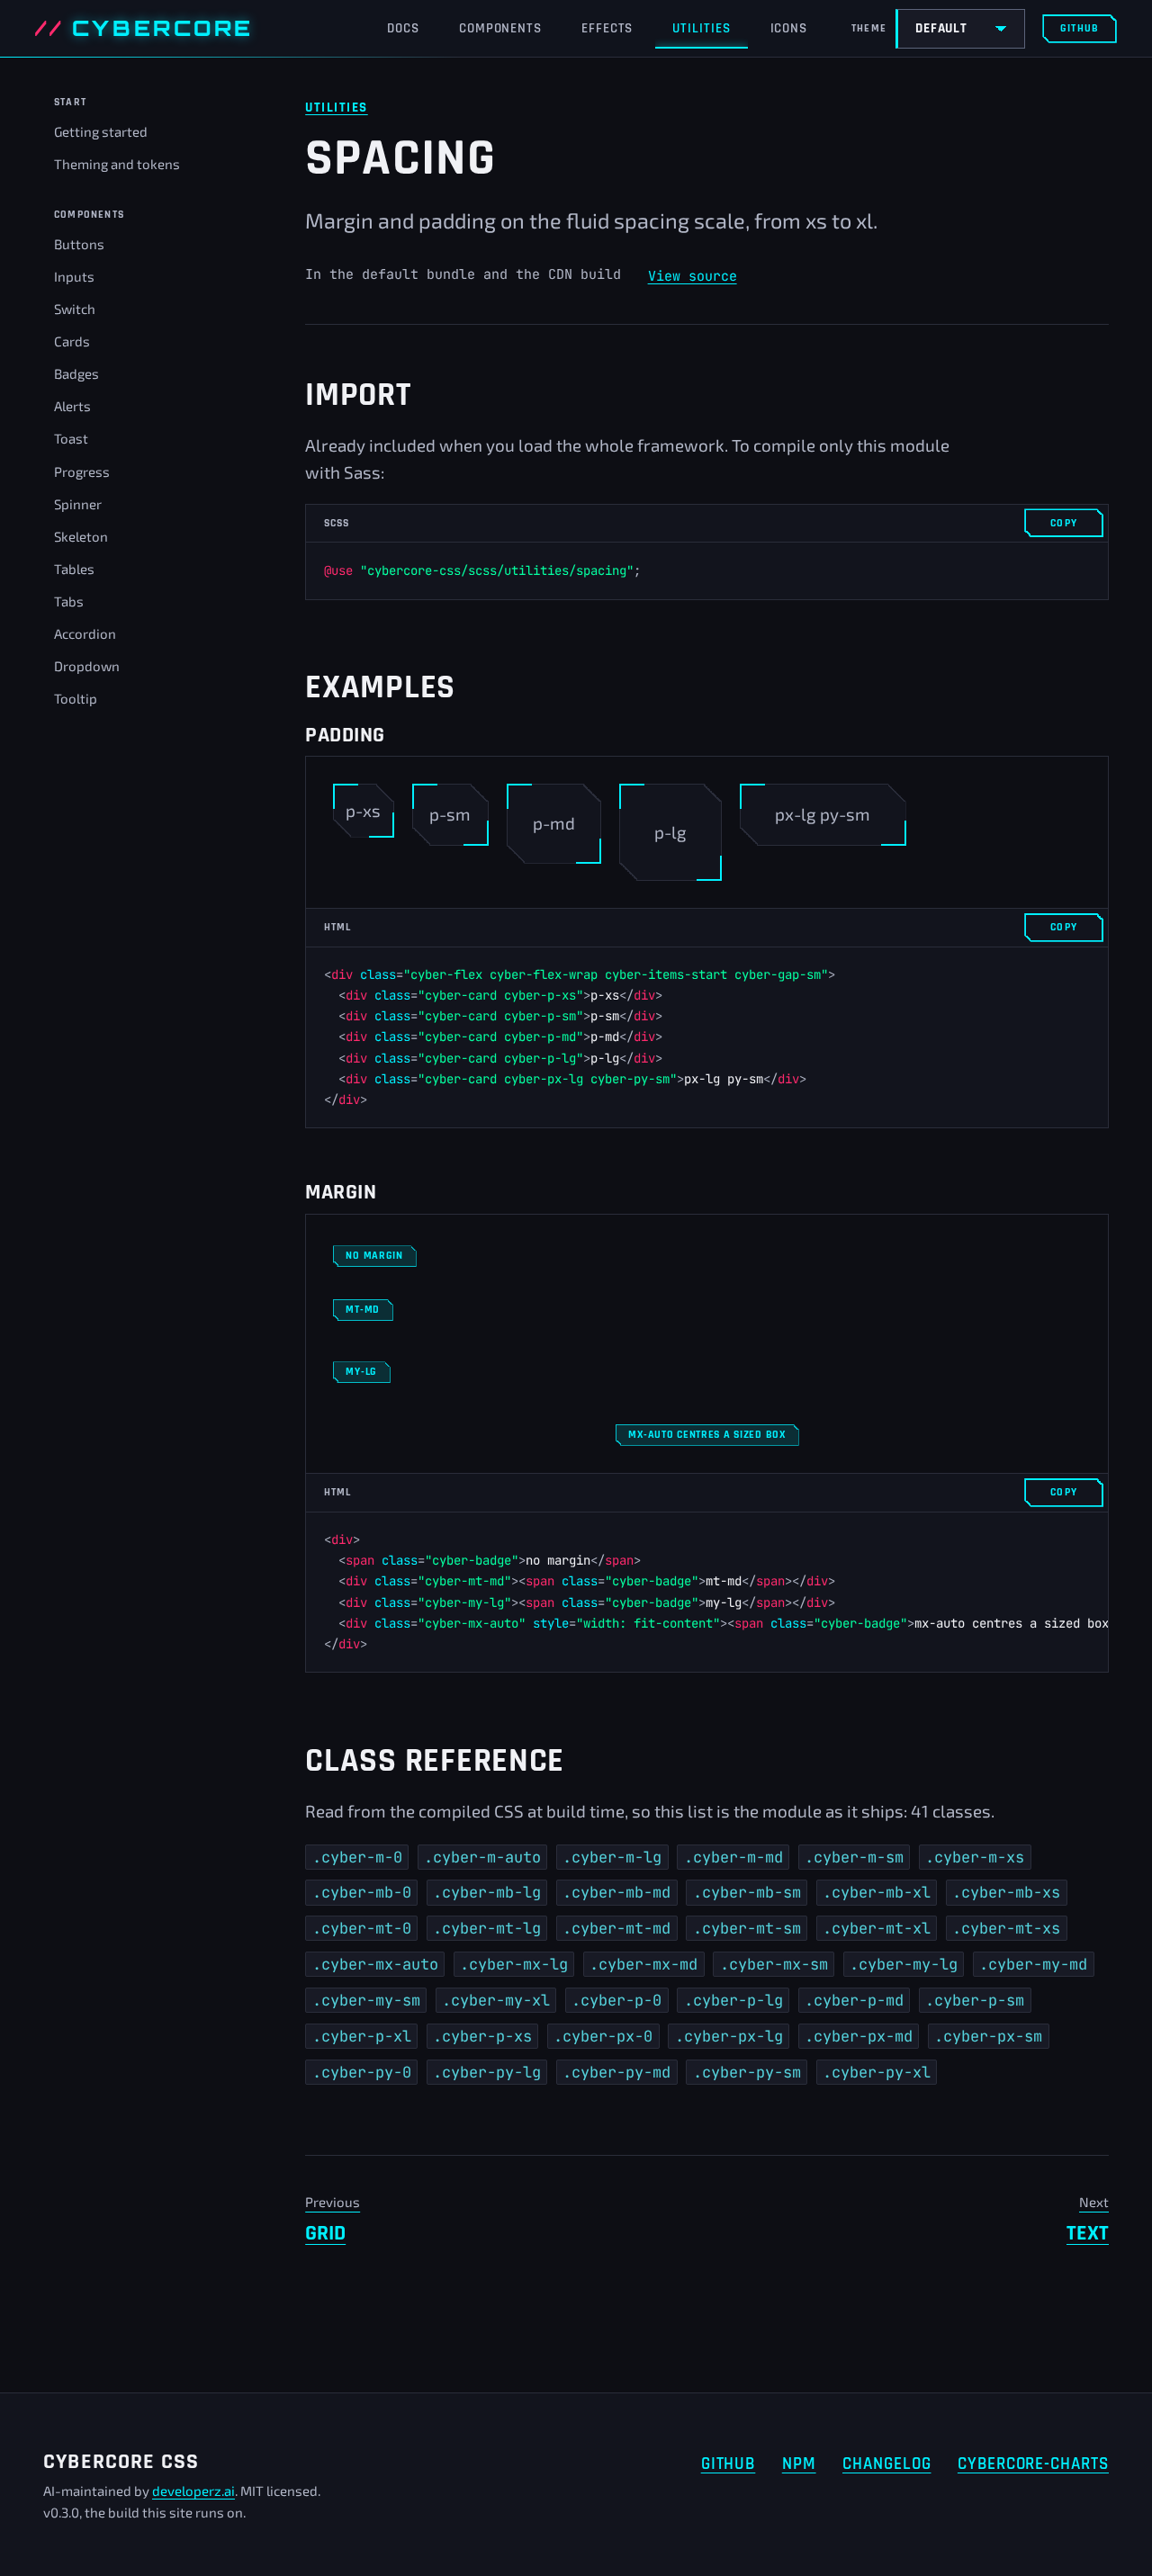 // CYBERCORE
DOCS COMPONENTS EFFECTS UTILITIES ICONS THEME DEFAULT GITHUB
START
Getting started
Theming and tokens
COMPONENTS
Buttons
Inputs
Switch
Cards
Badges
Alerts
Toast
Progress
Spinner
Skeleton
Tables
Tabs
Accordion
Dropdown
Tooltip
UTILITIES
SPACING
Margin and padding on the fluid spacing scale, from xs to xl.
In the default bundle and the CDN build View source
IMPORT
Already included when you load the whole framework. To compile only this module
with Sass:
SCSS COPY
@use "cybercore-css/scss/utilities/spacing";
EXAMPLES
PADDING
p-xs p-sm p-md p-lg px-lg py-sm
HTML COPY
<div class="cyber-flex cyber-flex-wrap cyber-items-start cyber-gap-sm">
  <div class="cyber-card cyber-p-xs">p-xs</div>
  <div class="cyber-card cyber-p-sm">p-sm</div>
  <div class="cyber-card cyber-p-md">p-md</div>
  <div class="cyber-card cyber-p-lg">p-lg</div>
  <div class="cyber-card cyber-px-lg cyber-py-sm">px-lg py-sm</div>
</div>
MARGIN
NO MARGIN
MT-MD
MY-LG
MX-AUTO CENTRES A SIZED BOX
HTML COPY
<div>
  <span class="cyber-badge">no margin</span>
  <div class="cyber-mt-md"><span class="cyber-badge">mt-md</span></div>
  <div class="cyber-my-lg"><span class="cyber-badge">my-lg</span></div>
  <div class="cyber-mx-auto" style="width: fit-content"><span class="cyber-badge">mx-auto centres a sized box
</div>
CLASS REFERENCE
Read from the compiled CSS at build time, so this list is the module as it ships: 41 classes.
.cyber-m-0 .cyber-m-auto .cyber-m-lg .cyber-m-md .cyber-m-sm .cyber-m-xs
.cyber-mb-0 .cyber-mb-lg .cyber-mb-md .cyber-mb-sm .cyber-mb-xl .cyber-mb-xs
.cyber-mt-0 .cyber-mt-lg .cyber-mt-md .cyber-mt-sm .cyber-mt-xl .cyber-mt-xs
.cyber-mx-auto .cyber-mx-lg .cyber-mx-md .cyber-mx-sm .cyber-my-lg .cyber-my-md
.cyber-my-sm .cyber-my-xl .cyber-p-0 .cyber-p-lg .cyber-p-md .cyber-p-sm
.cyber-p-xl .cyber-p-xs .cyber-px-0 .cyber-px-lg .cyber-px-md .cyber-px-sm
.cyber-py-0 .cyber-py-lg .cyber-py-md .cyber-py-sm .cyber-py-xl
Previous Next
GRID TEXT
CYBERCORE CSS
AI-maintained by developerz.ai. MIT licensed.
v0.3.0, the build this site runs on.
GITHUB NPM CHANGELOG CYBERCORE-CHARTS